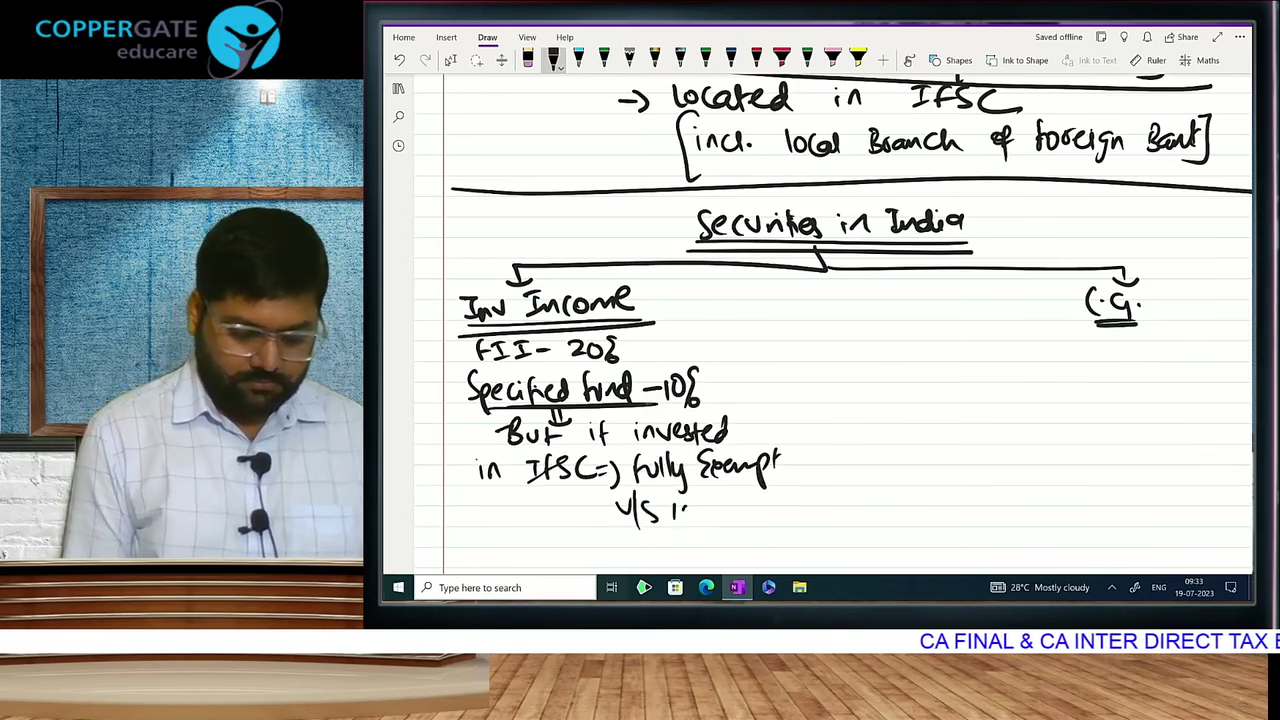 COPPERGATE
educare
Home Insert Draw View Help
Saved offline
Share
Shapes
Ink to Shape
Ink to Text
Ruler
Maths
→ located in IFSC
[incl. local Branch of Foreign Bank]
Securities in India
Inv Income
C.G.
FII - 20%
Specified fund - 10%
But if invested
in IFSC => fully Exempt
v/s 1
Type here to search
28°C Mostly cloudy
ENG
09:33
19-07-2023
CA FINAL & CA INTER DIRECT TAX